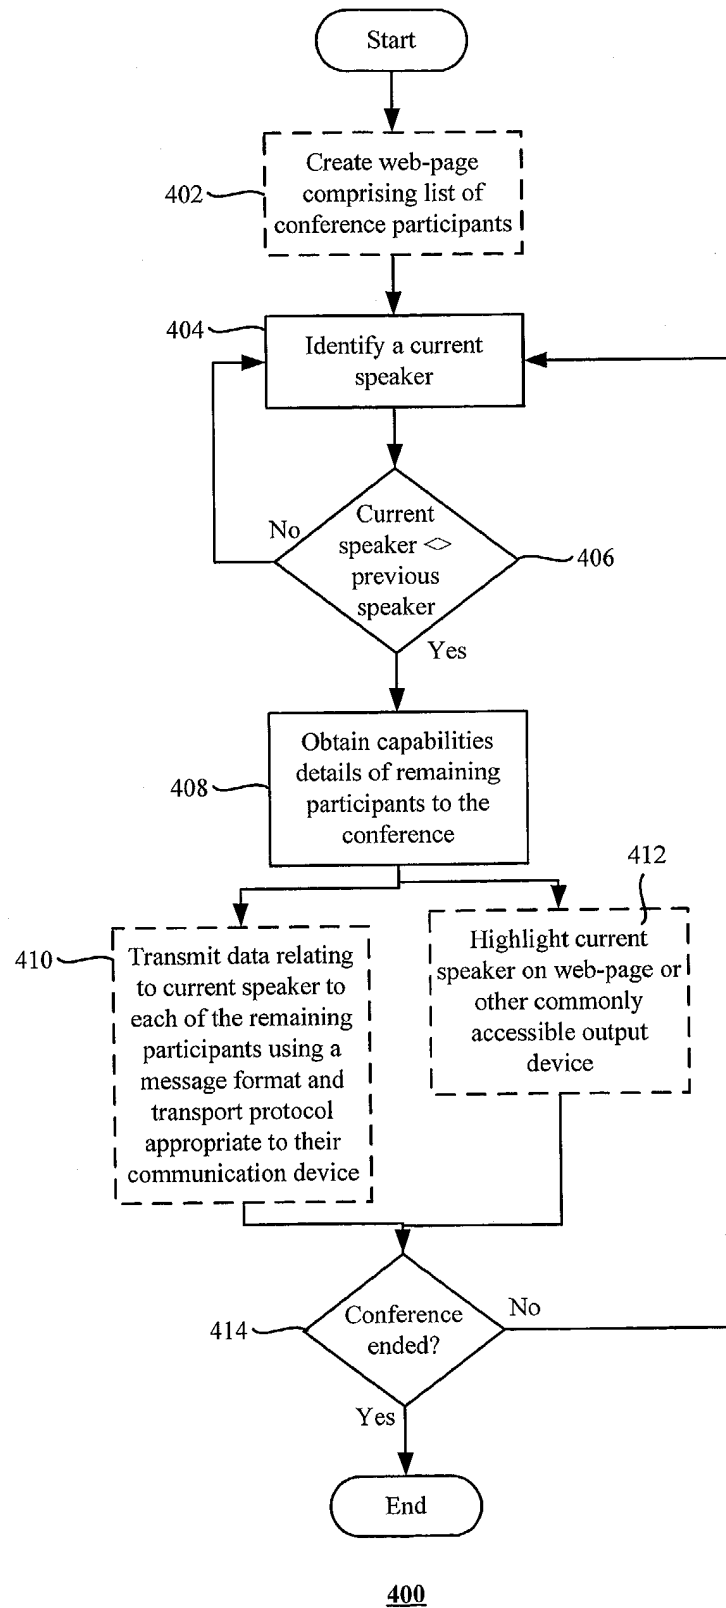 Start
402
Create web-page
comprising list of
conference participants
404
Identify a current
speaker
No
Current
speaker <>
previous
speaker
406
Yes
408
Obtain capabilities
details of remaining
participants to the
conference
410
Transmit data relating
to current speaker to
each of the remaining
participants using a
message format and
transport protocol
appropriate to their
communication device
412
Highlight current
speaker on web-page or
other commonly
accessible output
device
414
Conference
ended?
No
Yes
End
400